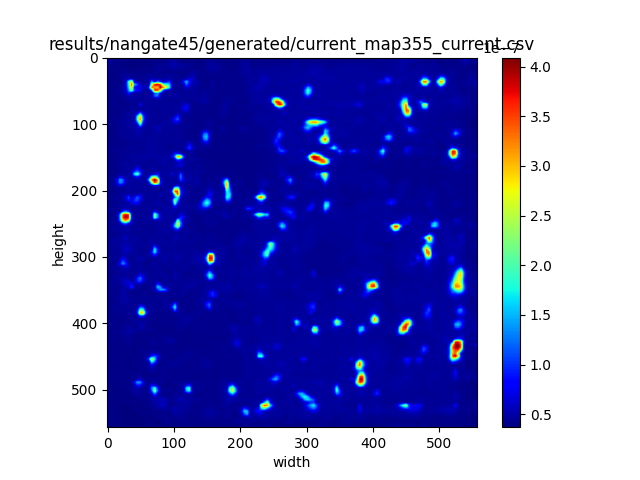 results/nangate45/generated/current_map355_current.csv
1e−7
0
100
200
300
400
500
height
0 100 200 300 400 500
width
4.0
3.5
3.0
2.5
2.0
1.5
1.0
0.5